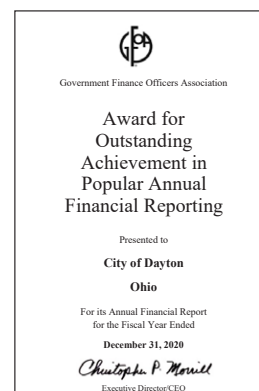 GFOA
Government Finance Officers Association
Award for
Outstanding
Achievement in
Popular Annual
Financial Reporting
Presented to
City of Dayton
Ohio
For its Annual Financial Report
for the Fiscal Year Ended
December 31, 2020
Christopher P. Morrill
Executive Director/CEO